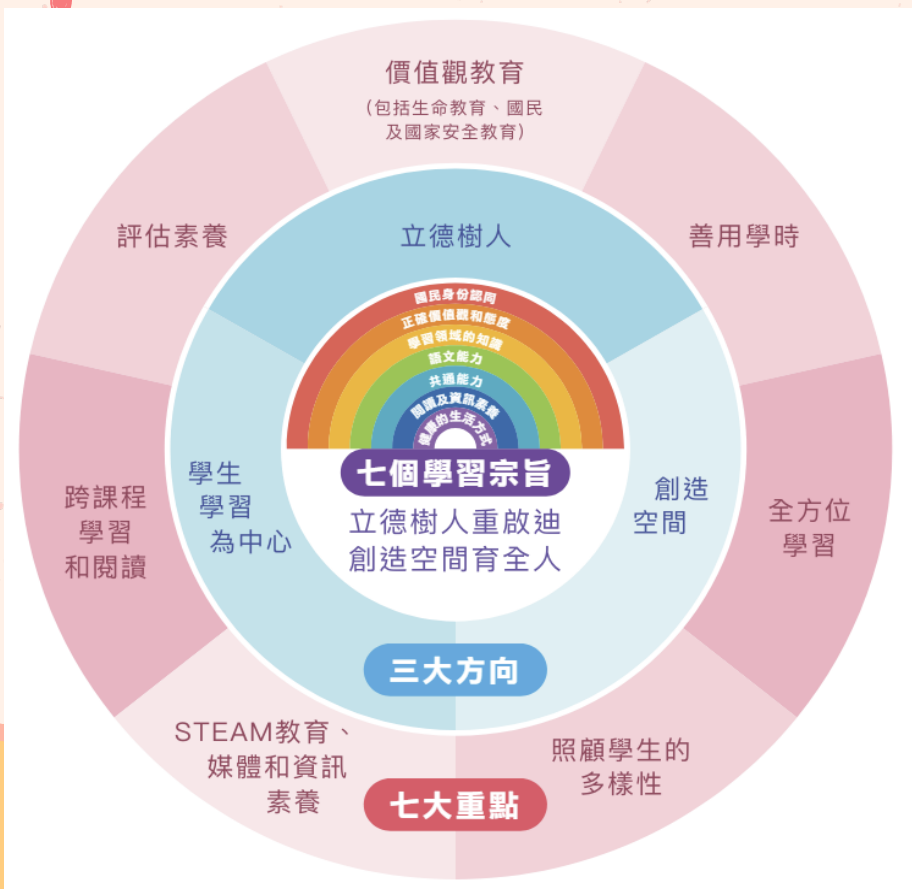 價值觀教育
(包括生命教育、國民
及國家安全教育)
評估素養
立德樹人
善用學時
國民身份認同
正確價值觀和態度
學習領域的知識
語文能力
共通能力
閱讀及資訊素養
健康的生活方式
七個學習宗旨
立德樹人重啟迪
創造空間育全人
學生
學習
為中心
創造
空間
跨課程
學習
和閱讀
全方位
學習
三大方向
STEAM教育、
媒體和資訊
素養
照顧學生的
多樣性
七大重點